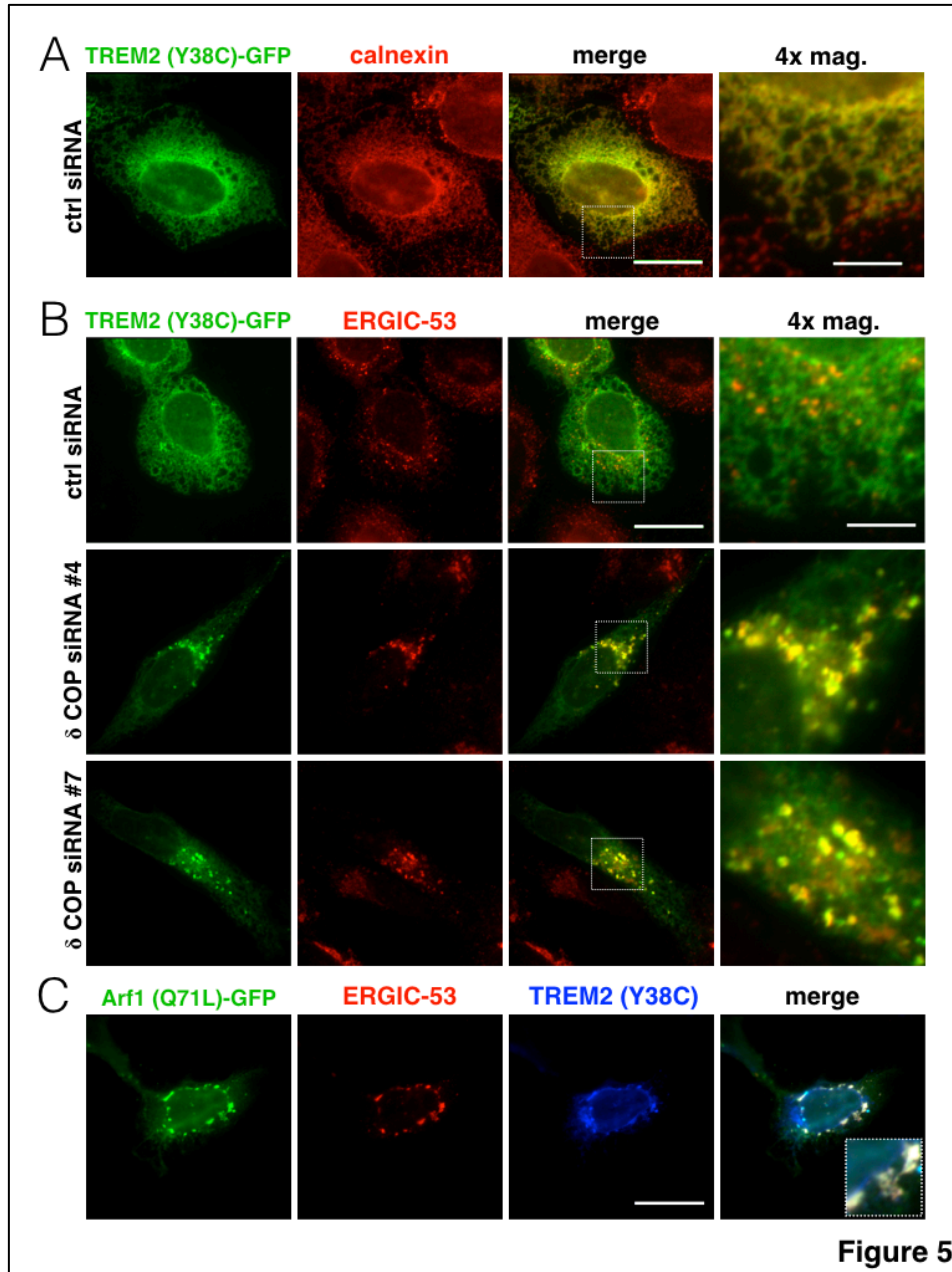 A
TREM2 (Y38C)-GFP calnexin merge 4x mag.
ctrl siRNA
B
TREM2 (Y38C)-GFP ERGIC-53 merge 4x mag.
ctrl siRNA
δ COP siRNA #4
δ COP siRNA #7
C
Arf1 (Q71L)-GFP ERGIC-53 TREM2 (Y38C) merge
Figure 5